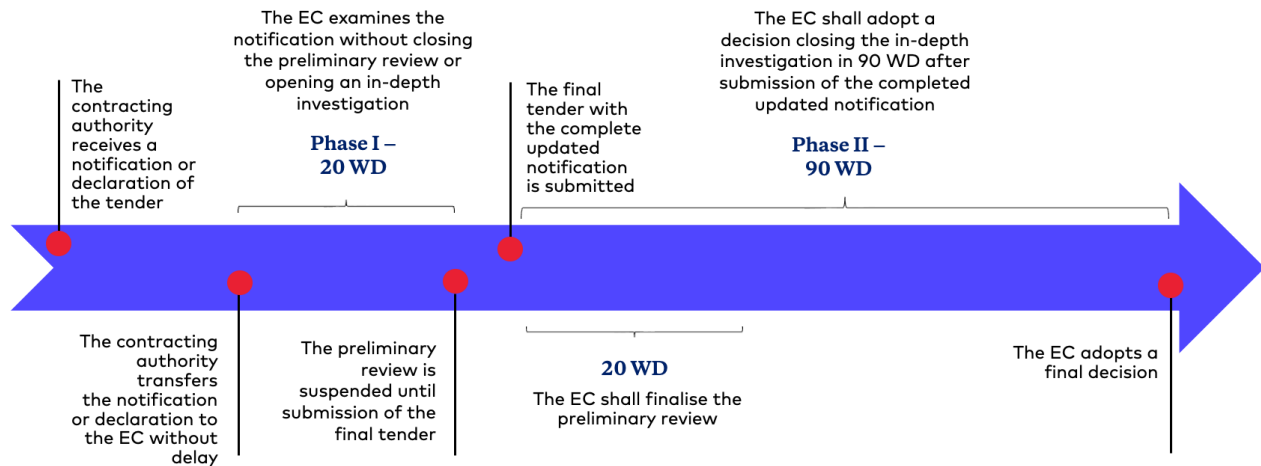 The
contracting
authority
receives a
notification or
declaration of
the tender
The EC examines the
notification without closing
the preliminary review or
opening an in-depth
investigation
Phase I –
20 WD
The final
tender with
the complete
updated
notification
is submitted
The EC shall adopt a
decision closing the in-depth
investigation in 90 WD after
submission of the completed
updated notification
Phase II –
90 WD
The contracting
authority
transfers
the notification
or declaration to
the EC without
delay
The preliminary
review is
suspended until
submission of the
final tender
20 WD
The EC shall finalise the
preliminary review
The EC adopts a
final decision